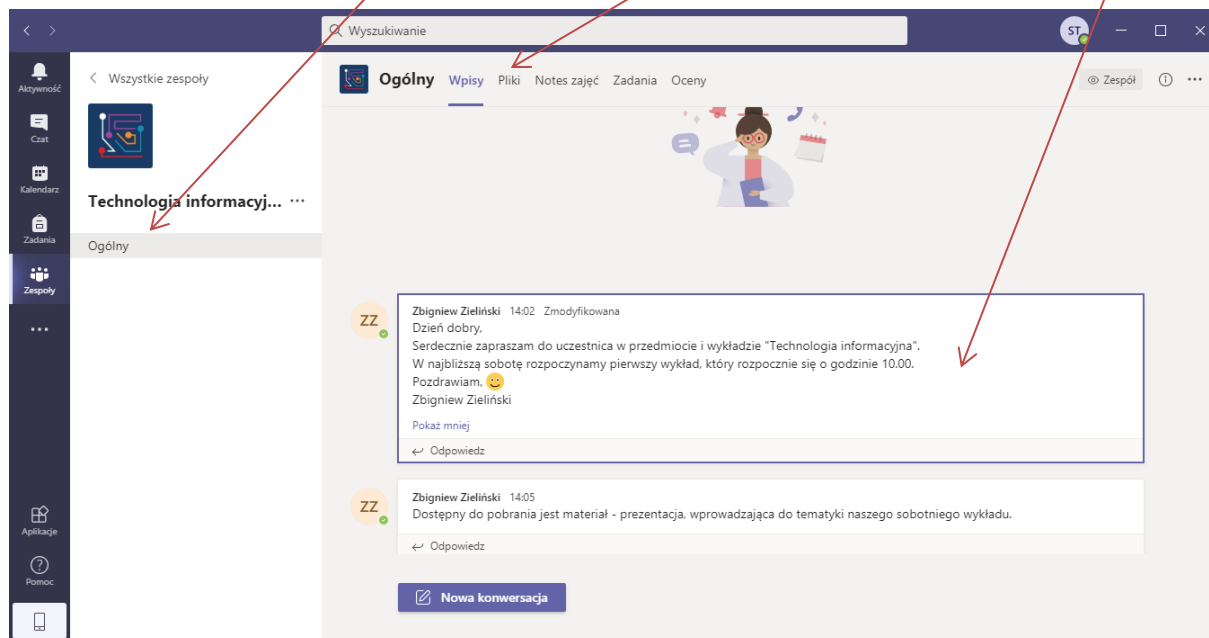 Wyszukiwanie
ST
Aktywność
Czat
Kalendarz
Zadania
Zespoły
Aplikacje
Pomoc
Wszystkie zespoły
Technologia informacyj...
Ogólny
Ogólny Wpisy Pliki Notes zajęć Zadania Oceny
Zespół
ZZ
Zbigniew Zieliński 14:02 Zmodyfikowana
Dzień dobry,
Serdecznie zapraszam do uczestnica w przedmiocie i wykładzie "Technologia informacyjna".
W najbliższą sobotę rozpoczynamy pierwszy wykład, który rozpocznie się o godzinie 10.00.
Pozdrawiam,
Zbigniew Zieliński
Pokaż mniej
Odpowiedz
ZZ
Zbigniew Zieliński 14:05
Dostępny do pobrania jest materiał - prezentacja, wprowadzająca do tematyki naszego sobotniego wykładu.
Odpowiedz
Nowa konwersacja